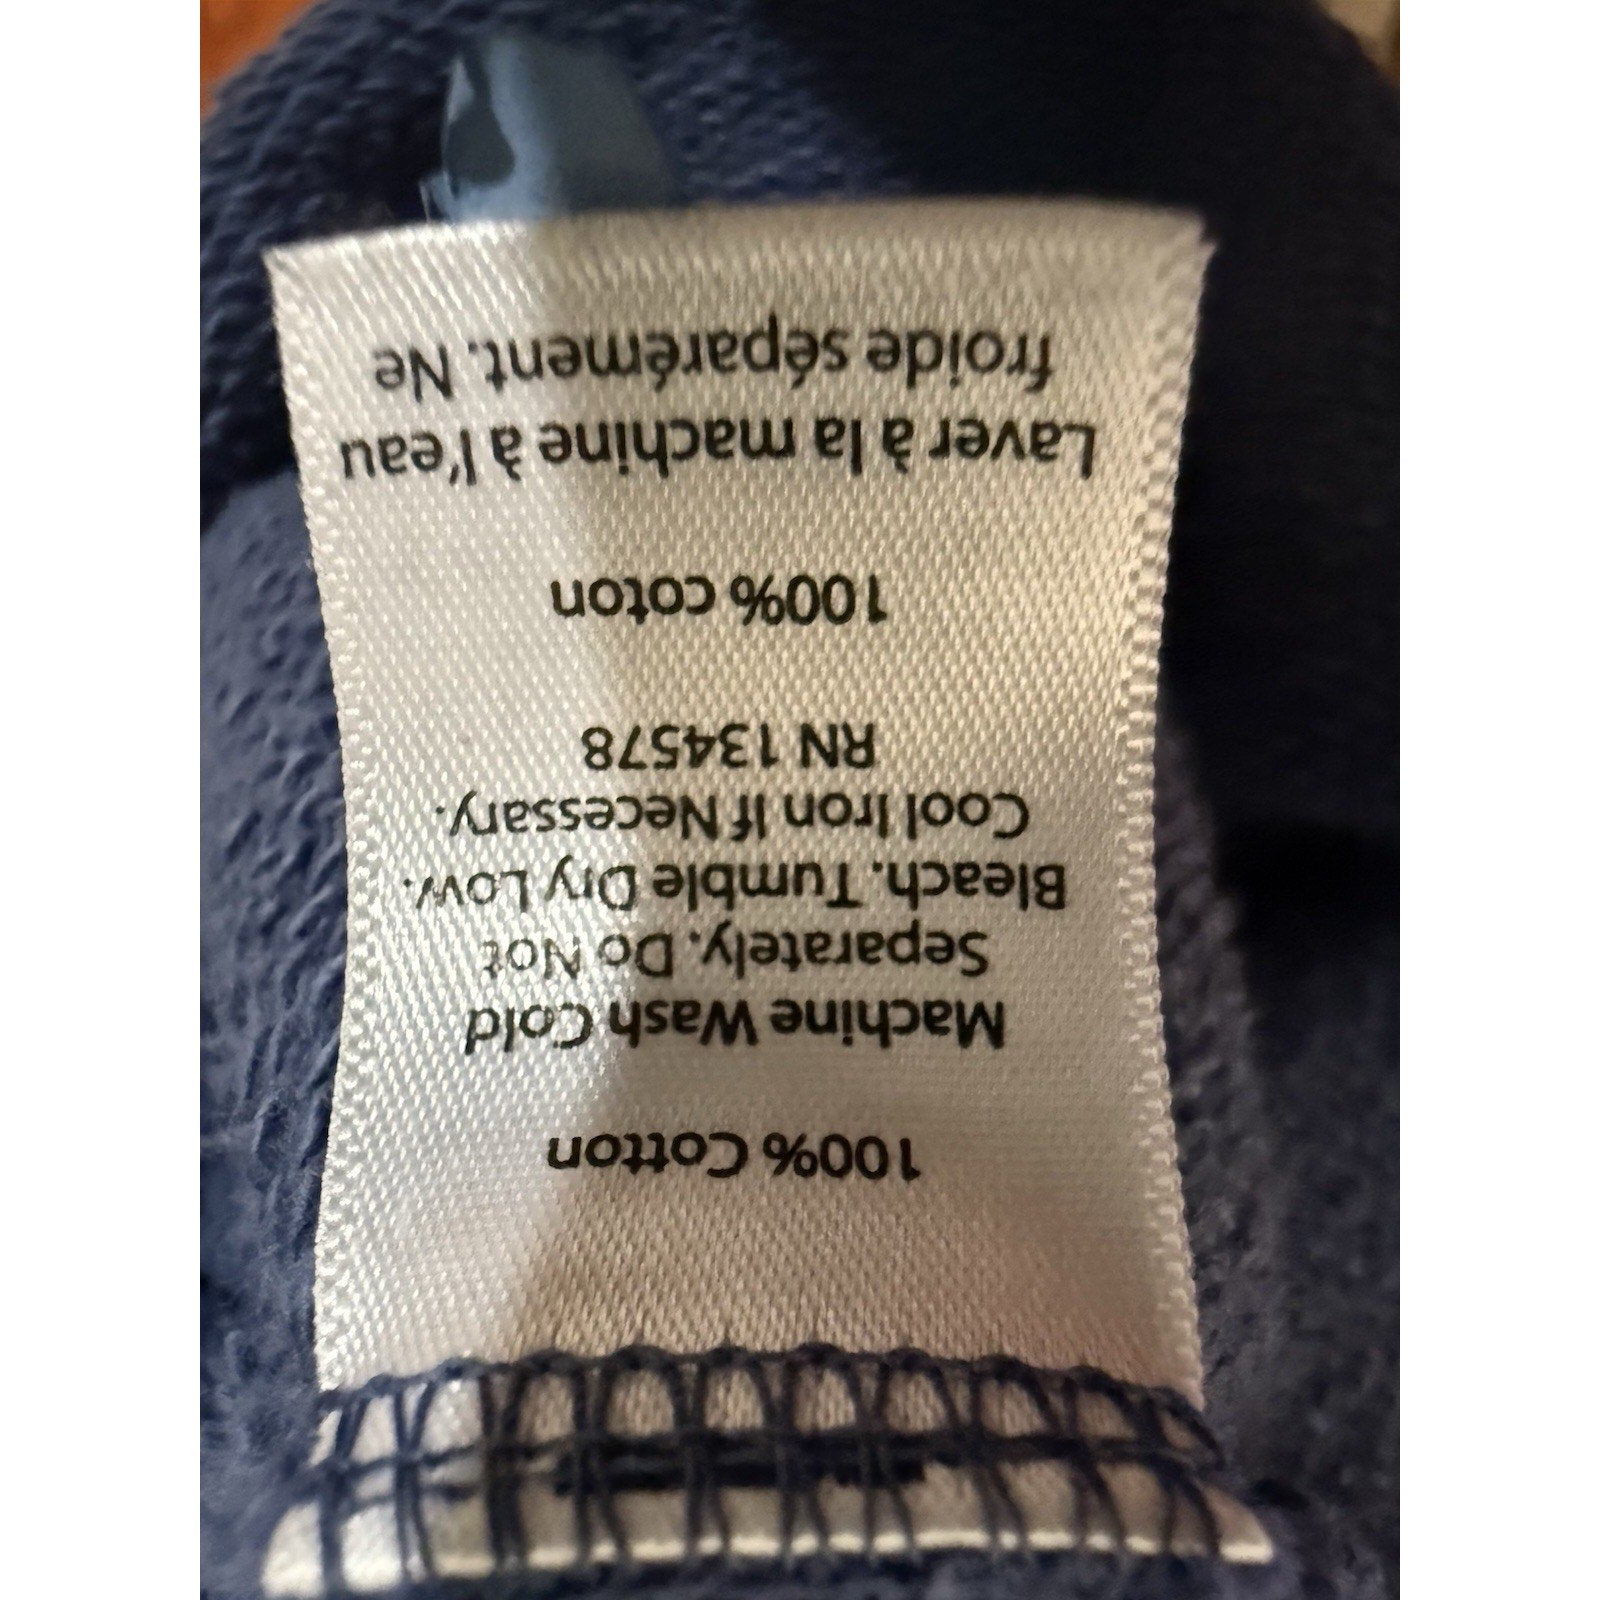 100% Cotton
Machine Wash Cold
Separately. Do Not
Bleach. Tumble Dry Low.
Cool Iron If Necessary.
RN 134578
100% coton
Laver à la machine à l'eau
froide séparément. Ne